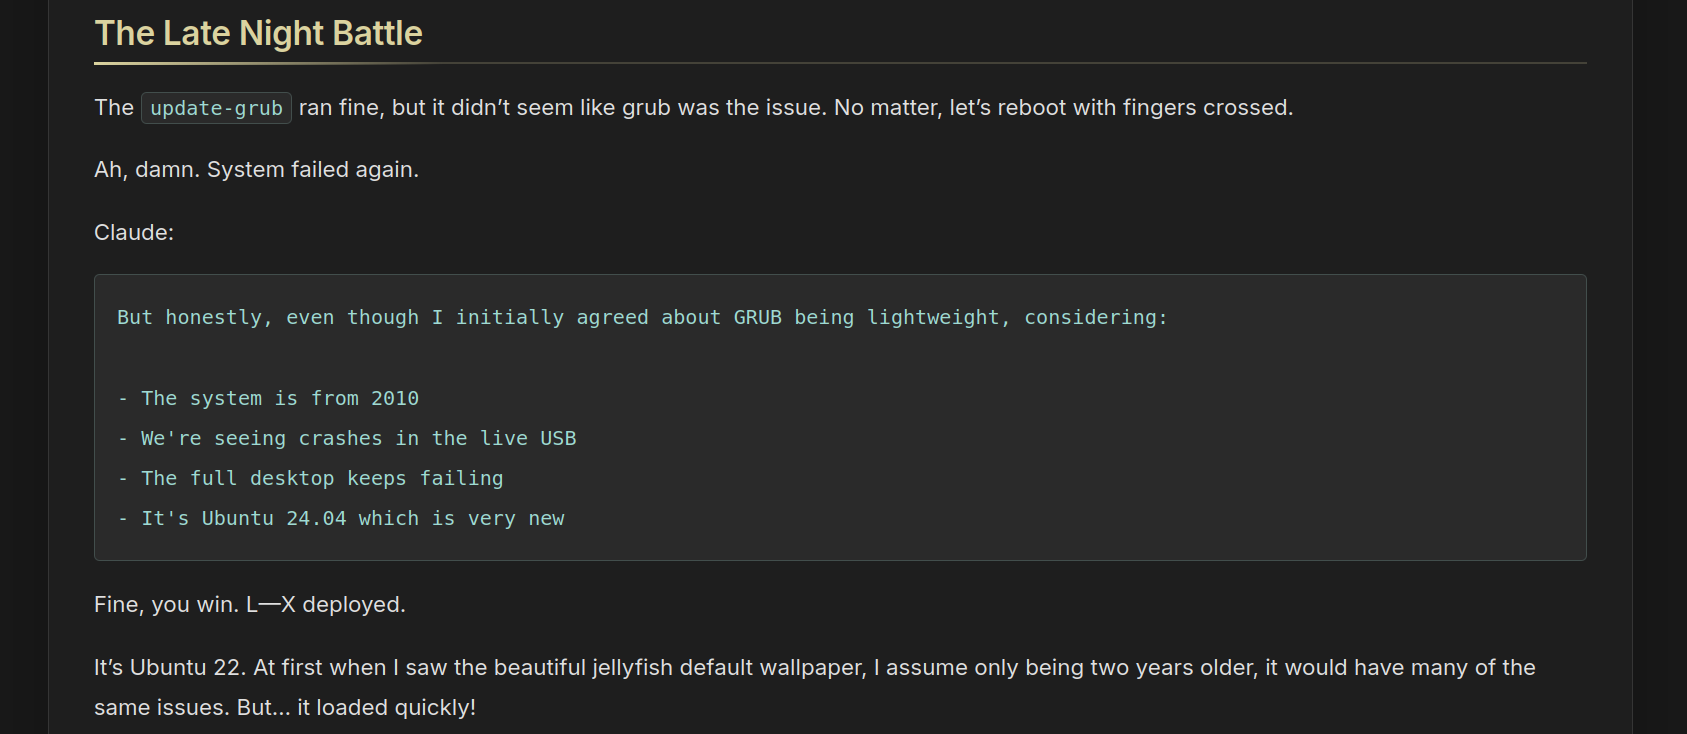 The Late Night Battle
The update-grub ran fine, but it didn’t seem like grub was the issue. No matter, let’s reboot with fingers crossed.
Ah, damn. System failed again.
Claude:
But honestly, even though I initially agreed about GRUB being lightweight, considering:
- The system is from 2010
- We're seeing crashes in the live USB
- The full desktop keeps failing
- It's Ubuntu 24.04 which is very new
Fine, you win. L—X deployed.
It’s Ubuntu 22. At first when I saw the beautiful jellyfish default wallpaper, I assume only being two years older, it would have many of the
same issues. But… it loaded quickly!